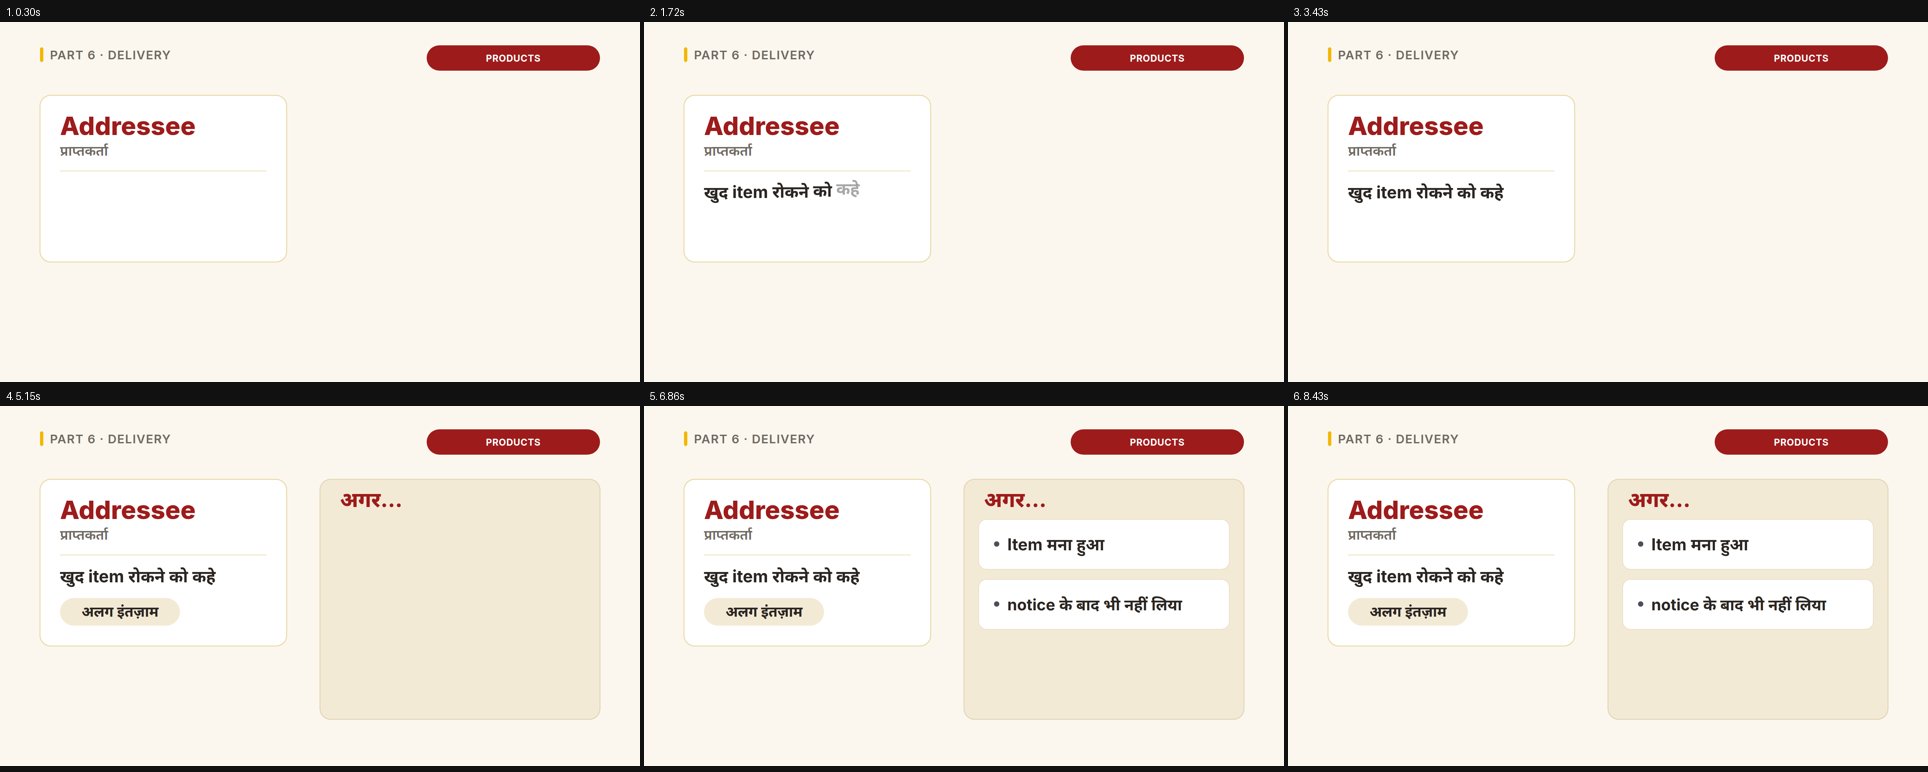 1. 0.30s
PART 6 · DELIVERY
PRODUCTS
Addressee
प्राप्तकर्ता
2. 1.72s
PART 6 · DELIVERY
PRODUCTS
Addressee
प्राप्तकर्ता
खुद item रोकने को कहे
3. 3.43s
PART 6 · DELIVERY
PRODUCTS
Addressee
प्राप्तकर्ता
खुद item रोकने को कहे
4. 5.15s
PART 6 · DELIVERY
PRODUCTS
Addressee
प्राप्तकर्ता
खुद item रोकने को कहे
अलग इंतज़ाम
अगर...
5. 6.86s
PART 6 · DELIVERY
PRODUCTS
Addressee
प्राप्तकर्ता
खुद item रोकने को कहे
अलग इंतज़ाम
अगर...
• Item मना हुआ
• notice के बाद भी नहीं लिया
6. 8.43s
PART 6 · DELIVERY
PRODUCTS
Addressee
प्राप्तकर्ता
खुद item रोकने को कहे
अलग इंतज़ाम
अगर...
• Item मना हुआ
• notice के बाद भी नहीं लिया